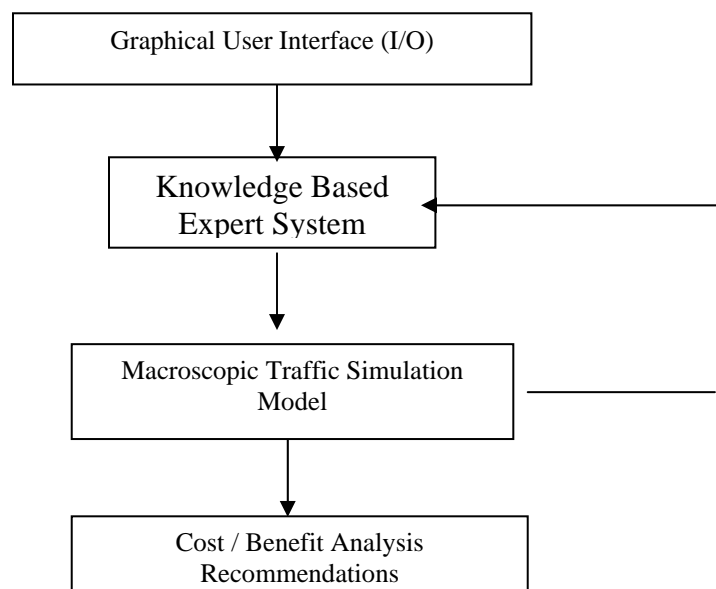 Graphical User Interface (I/O)
Knowledge Based
Expert System
Macroscopic Traffic Simulation
Model
Cost / Benefit Analysis
Recommendations